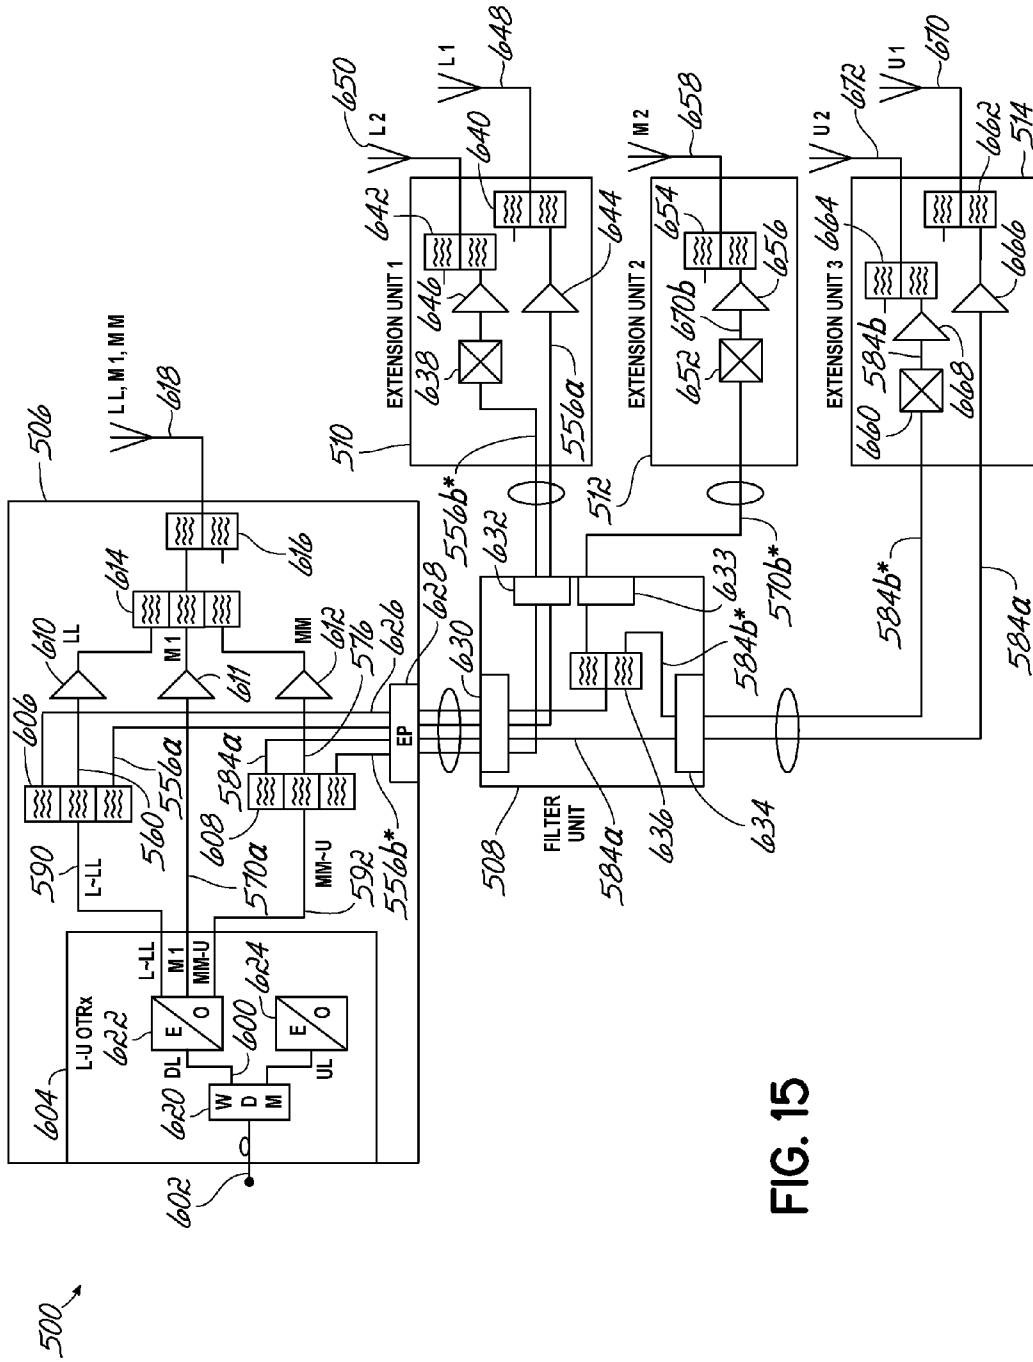 500
506
604
L-U OTRx
622
E
O
DL
600
624
E
O
UL
620
W
D
M
602
L~LL
M1
MM-U
590
L~LL
570a
592
MM~U
556b*
606
560
556a
584a
608
610
LL
M1
611
MM
612
576
614
616
618
LL, M1, MM
626
628
EP
630
508
FILTER
UNIT
584a
636
634
632
633
584b*
556b*
570b*
584b*
584a
510
EXTENSION UNIT 1
638
646
642
L2
650
L1
648
640
644
556a
512
EXTENSION UNIT 2
652
670b
654
656
M2
658
EXTENSION UNIT 3
660
584b
668
664
666
662
U2
672
U1
670
514
FIG. 15